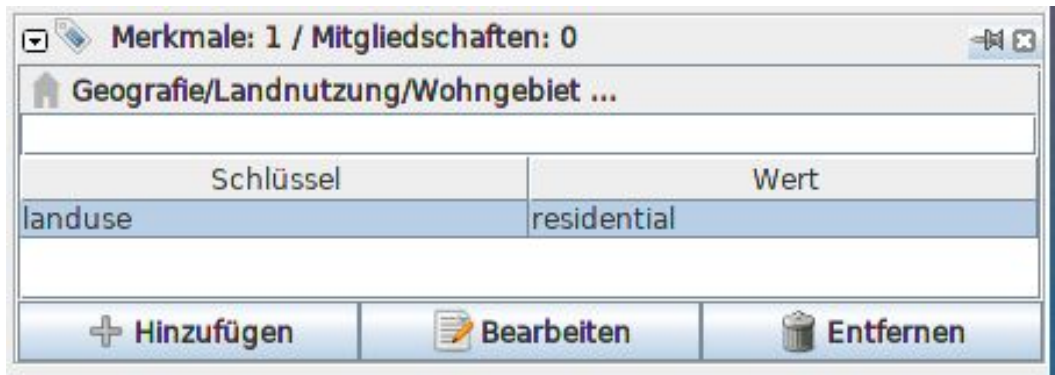 Merkmale: 1 / Mitgliedschaften: 0
Geografie/Landnutzung/Wohngebiet ...
Schlüssel Wert
landuse residential
Hinzufügen Bearbeiten Entfernen